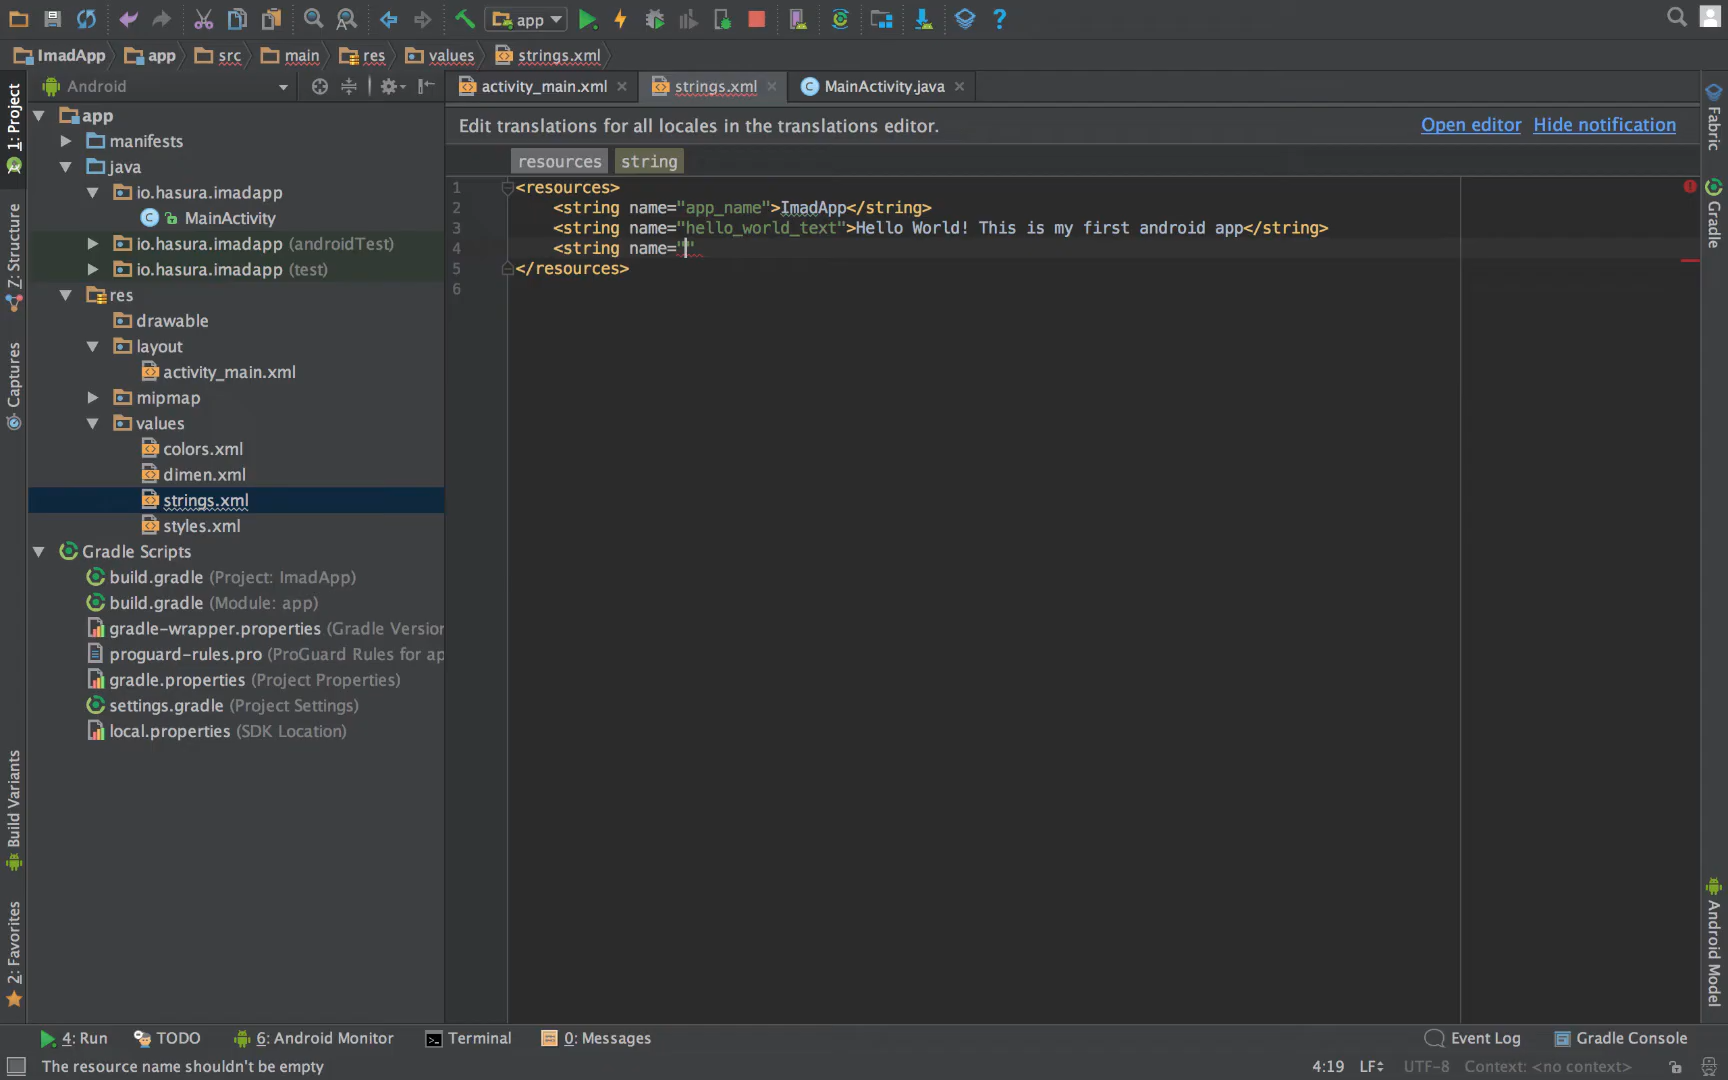 app
ImadApp app src main res values strings.xml
1: Project
Z: Structure
Captures
Build Variants
2: Favorites
Android
app
manifests
java
io.hasura.imadapp
MainActivity
io.hasura.imadapp (androidTest)
io.hasura.imadapp (test)
res
drawable
layout
activity_main.xml
mipmap
values
colors.xml
dimen.xml
strings.xml
styles.xml
Gradle Scripts
build.gradle (Project: ImadApp)
build.gradle (Module: app)
gradle-wrapper.properties (Gradle Version
proguard-rules.pro (ProGuard Rules for ap
gradle.properties (Project Properties)
settings.gradle (Project Settings)
local.properties (SDK Location)
activity_main.xml strings.xml MainActivity.java
Edit translations for all locales in the translations editor. Open editor Hide notification
resources string
1 <resources>
2 <string name="app_name">ImadApp</string>
3 <string name="hello_world_text">Hello World! This is my first android app</string>
4 <string name=""
5 </resources>
6
Fabric
Gradle
Android Model
4: Run TODO 6: Android Monitor Terminal 0: Messages Event Log Gradle Console
The resource name shouldn't be empty 4:19 LF UTF-8 Context: <no context>